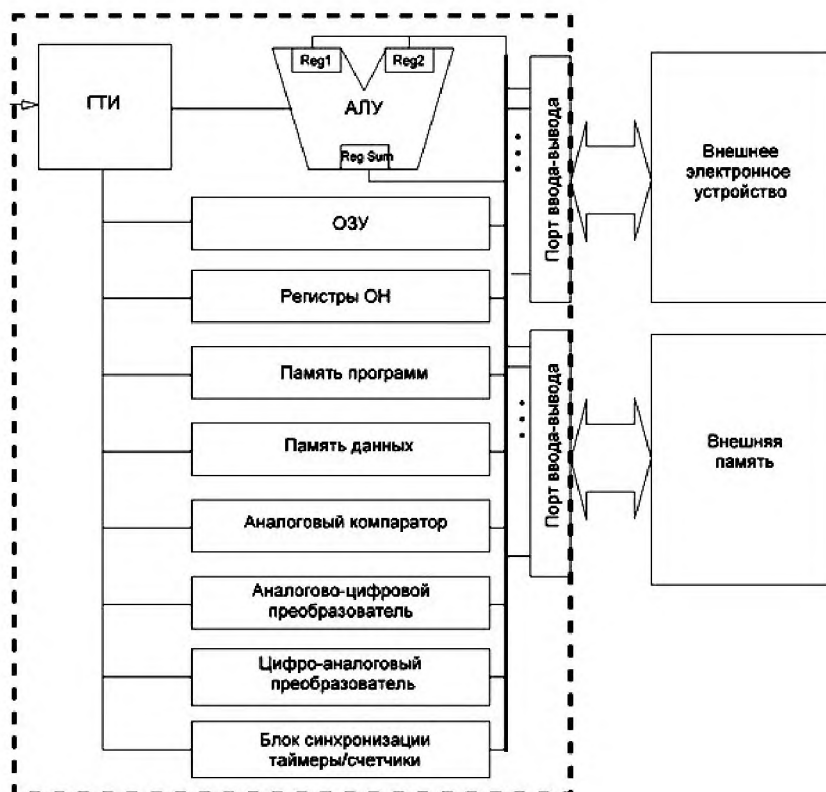 ГТИ
Reg1
Reg2
АЛУ
Reg Sum
ОЗУ
Регистры ОН
Память программ
Память данных
Аналоговый компаратор
Аналогово-цифровой
преобразователь
Цифро-аналоговый
преобразователь
Блок синхронизации
таймеры/счетчики
Порт ввода-вывода
Порт ввода-вывода
Внешнее
электронное
устройство
Внешняя
память